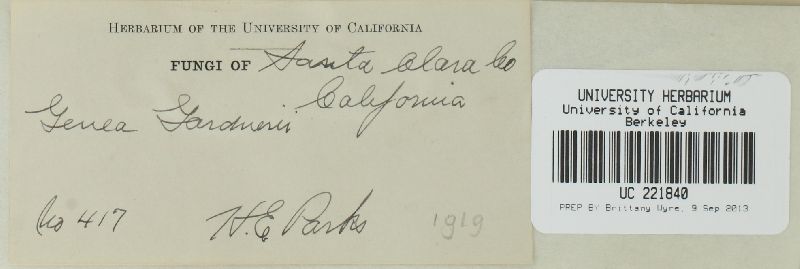 HERBARIUM OF THE UNIVERSITY OF CALIFORNIA
FUNGI OF Santa Clara Co
California
Genea Gardnerii
No 417 H.E. Parks 1919
UNIVERSITY HERBARIUM
University of California
Berkeley
UC 221840
PREP BY Brittany Wyre, 9 Sep 2013